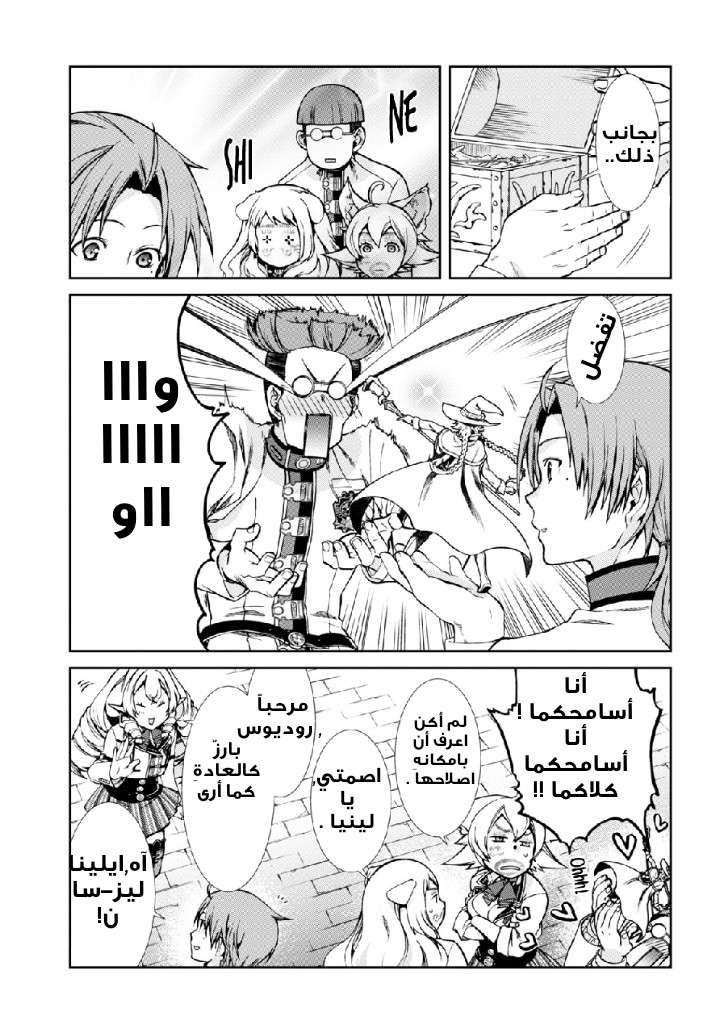 بجانب
ذلك..
NE
SHI
تفضل
وااا
ااااا
ااو
أنا
أسامحكما !
أنا
أسامحكما
كلاكما !!
Ohhh!
لم أكن
اعرف أن
بامكانه
اصلاحها .
اصمتي
يا
لينيا .
مرحباً
, روديوس
بارزّ
كالعادةِ
كما أرى
آه,ايلينا
ليز-سا
ن!